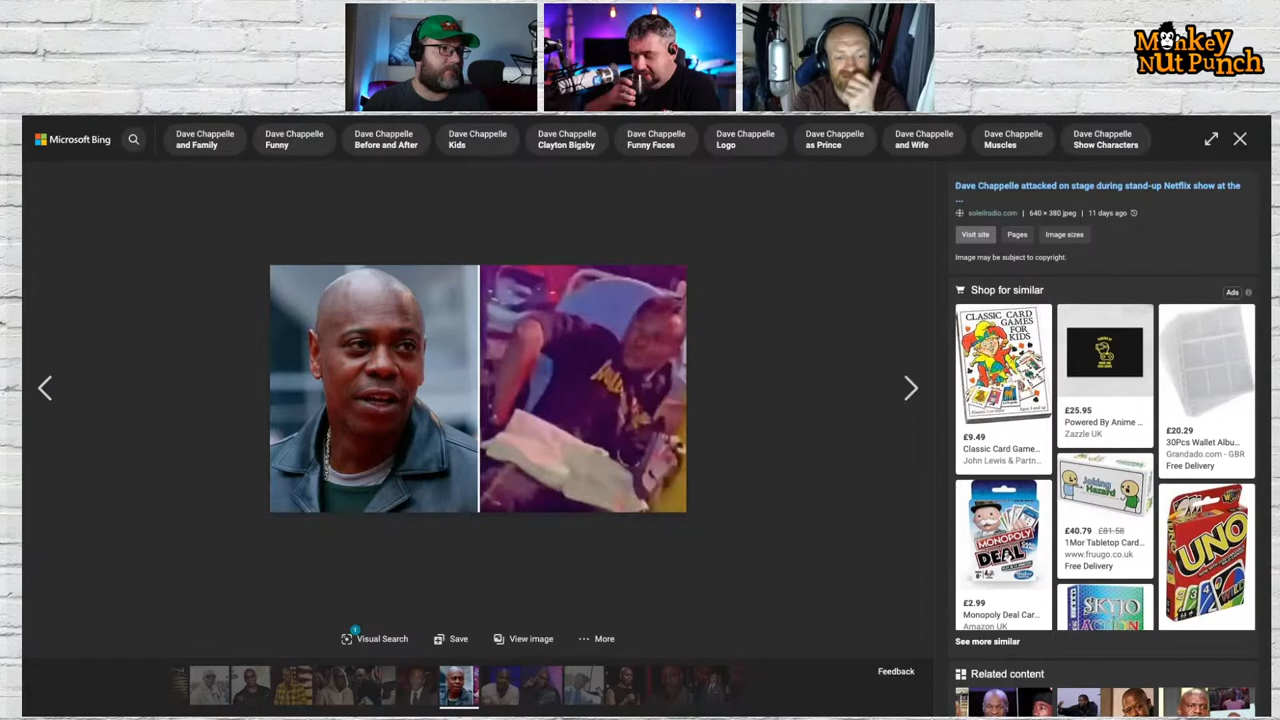 Monkey
Nut Punch
Microsoft Bing
Dave Chappelle
and Family
Dave Chappelle
Funny
Dave Chappelle
Before and After
Dave Chappelle
Kids
Dave Chappelle
Clayton Bigsby
Dave Chappelle
Funny Faces
Dave Chappelle
Logo
Dave Chappelle
as Prince
Dave Chappelle
and Wife
Dave Chappelle
Muscles
Dave Chappelle
Show Characters
Dave Chappelle attacked on stage during stand-up Netflix show at the
...
soleilradio.com | 640 × 380 jpeg | 11 days ago
Visit site
Pages
Image sizes
Image may be subject to copyright.
Shop for similar
Ads
CLASSIC CARD
GAMES FOR
KIDS
£9.49
Classic Card Game...
John Lewis & Partn...
£25.95
Powered By Anime ...
Zazzle UK
£20.29
30Pcs Wallet Albu...
Grandado.com - GBR
Free Delivery
MONOPOLY
DEAL
£2.99
Monopoly Deal Car...
Amazon UK
Joking
Hazard
£40.79 £81.58
1Mor Tabletop Card...
www.fruugo.co.uk
Free Delivery
SKYJO
ACTION
UNO
See more similar
Related content
1
Visual Search
Save
View image
... More
Feedback